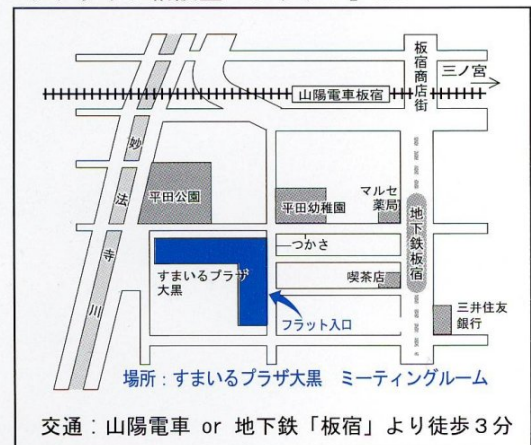 板宿商店街
三ノ宮
山陽電車板宿
妙法寺川
平田公園
平田幼稚園
マルセ
薬局
地下鉄板宿
つかさ
すまいるプラザ
大黒
喫茶店
フラット入口
三井住友
銀行
場所：すまいるプラザ大黒　ミーティングルーム
交通：山陽電車 or 地下鉄「板宿」より徒歩３分